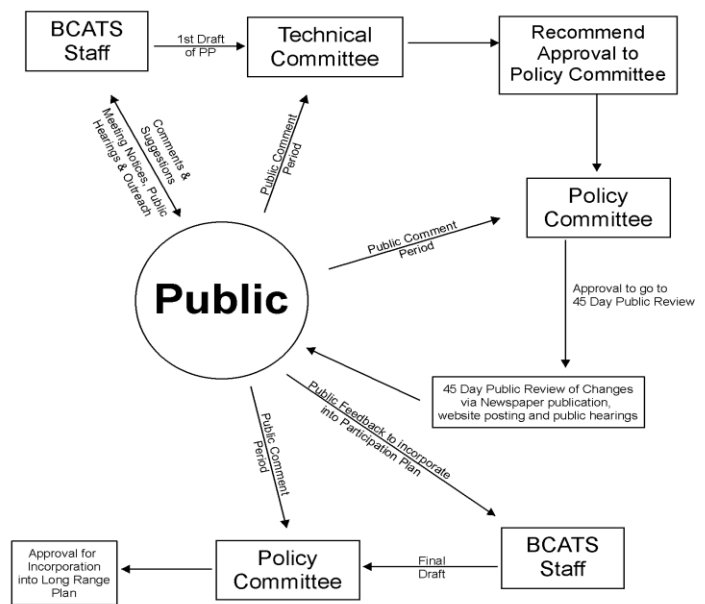 BCATS
Staff
1st Draft
of PP
Technical
Committee
Recommend
Approval to
Policy Committee
Comments &
Suggestions
Meeting Notices, Public
Hearings & Outreach
Public Comment
Period
Policy
Committee
Public Comment
Period
Public
Approval to go to
45 Day Public Review
45 Day Public Review of Changes
via Newspaper publication,
website posting and public hearings
Public Feedback to incorporate
into Participation Plan
Public Comment
Period
BCATS
Staff
Final
Draft
Policy
Committee
Approval for
Incorporation
into Long Range
Plan